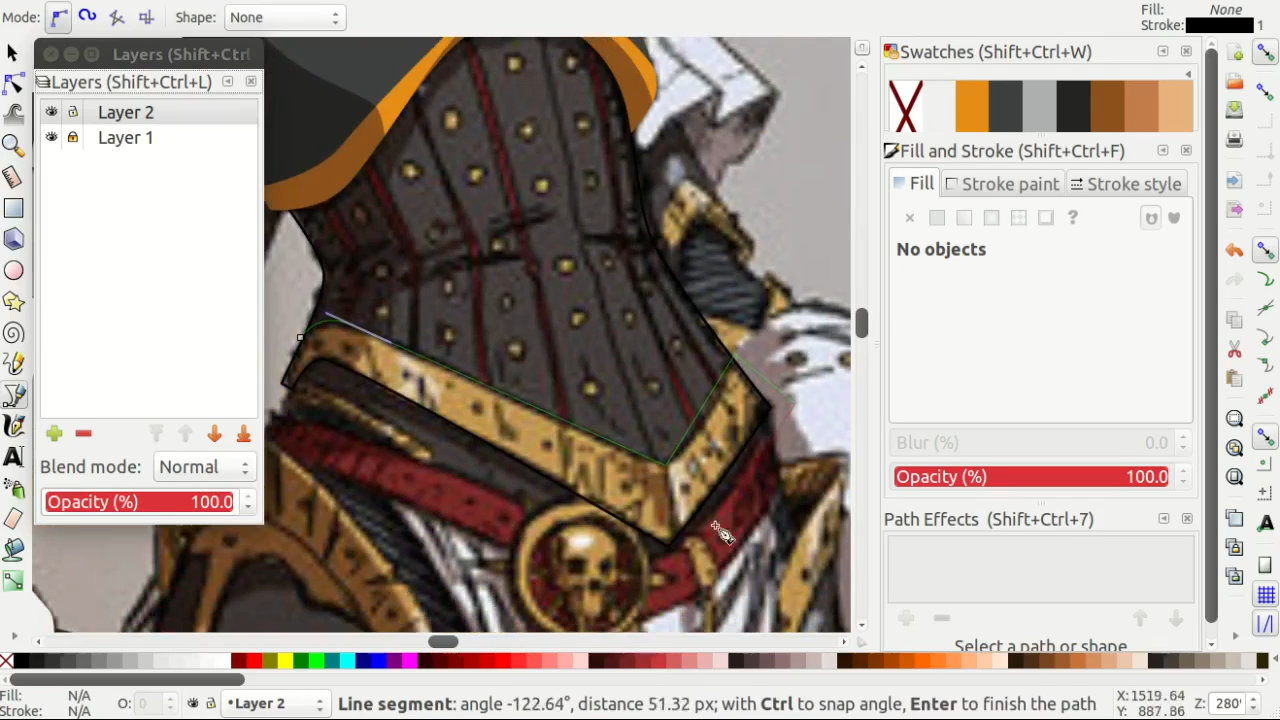 Mode:
Shape:
None
Fill:
None
Stroke:
1
Layers (Shift+Ctrl
Layers (Shift+Ctrl+L)
Layer 2
Layer 1
Blend mode:
Normal
Opacity (%)
100.0
Swatches (Shift+Ctrl+W)
Fill and Stroke (Shift+Ctrl+F)
Fill
Stroke paint
Stroke style
?
No objects
Blur (%)
0.0
Opacity (%)
100.0
Path Effects (Shift+Ctrl+7)
Select a path or shape
Fill:
N/A
Stroke:
N/A
O:
0
•Layer 2
Line segment: angle -122.64°, distance 51.32 px; with Ctrl to snap angle, Enter to finish the path
X:1519.64
Y: 887.86
Z:
280